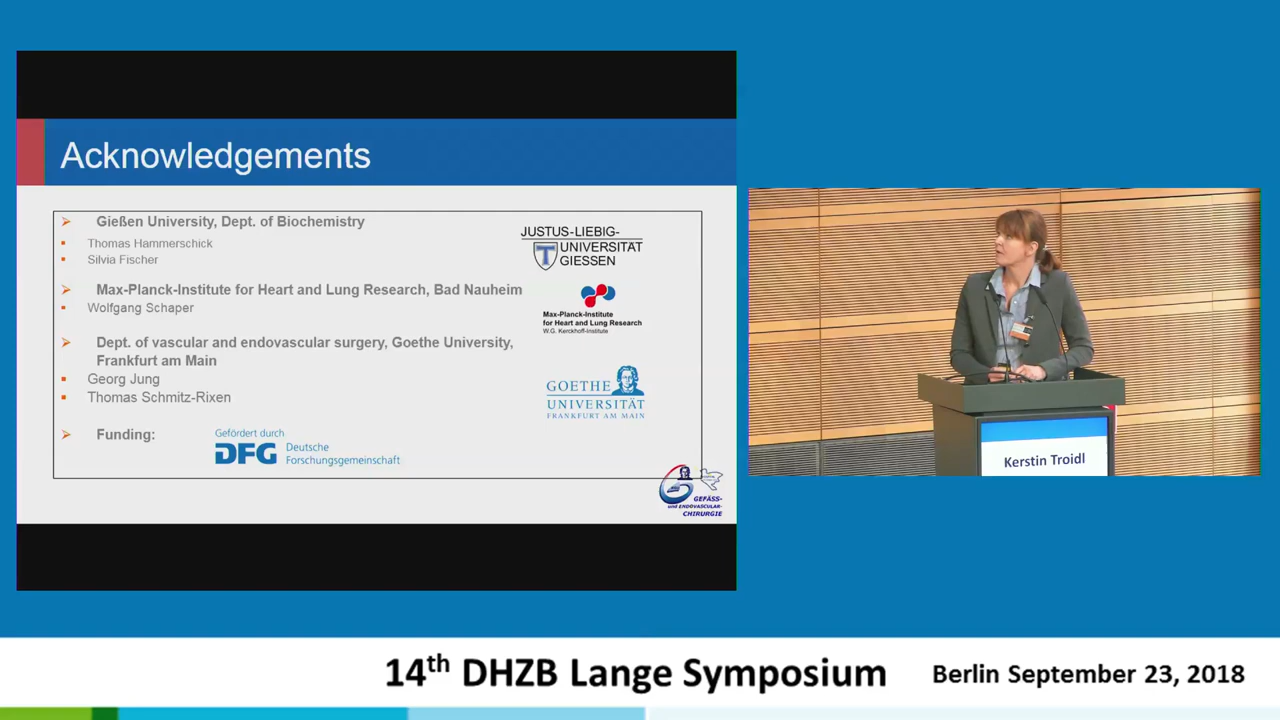 Acknowledgements
Gießen University, Dept. of Biochemistry
Thomas Hammerschick
Silvia Fischer
JUSTUS-LIEBIG-
UNIVERSITÄT
GIESSEN
Max-Planck-Institute for Heart and Lung Research, Bad Nauheim
Wolfgang Schaper
Max-Planck-Institute
for Heart and Lung Research
W.G. Kerckhoff-Institute
Dept. of vascular and endovascular surgery, Goethe University,
Frankfurt am Main
Georg Jung
Thomas Schmitz-Rixen
GOETHE
UNIVERSITÄT
FRANKFURT AM MAIN
Funding:
Gefördert durch
DFG Deutsche
Forschungsgemeinschaft
GEFÄSS-
und ENDOVASCULAR-
CHIRURGIE
Kerstin Troidl
14th DHZB Lange Symposium
Berlin September 23, 2018